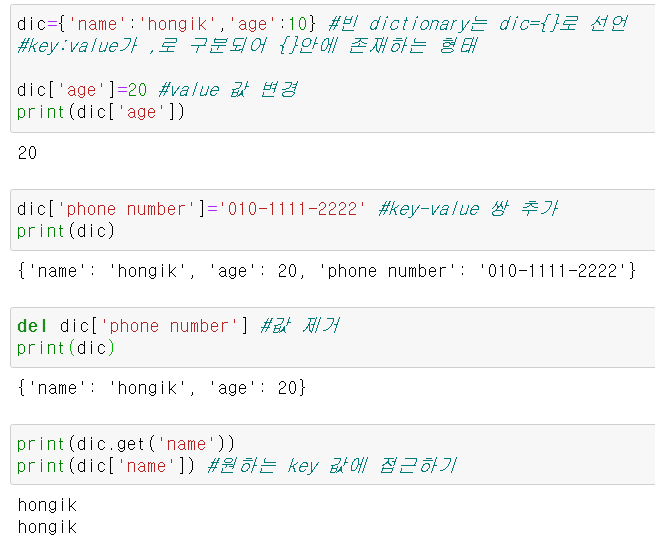 dic={'name':'hongik','age':10} #빈 dictionary는 dic={}로 선언
#key:value가 ,로 구분되어 {}안에 존재하는 형태
dic['age']=20 #value 값 변경
print(dic['age'])
20
dic['phone number']='010-1111-2222' #key-value 쌍 추가
print(dic)
{'name': 'hongik', 'age': 20, 'phone number': '010-1111-2222'}
del dic['phone number'] #값 제거
print(dic)
{'name': 'hongik', 'age': 20}
print(dic.get('name'))
print(dic['name']) #원하는 key 값에 접근하기
hongik
hongik